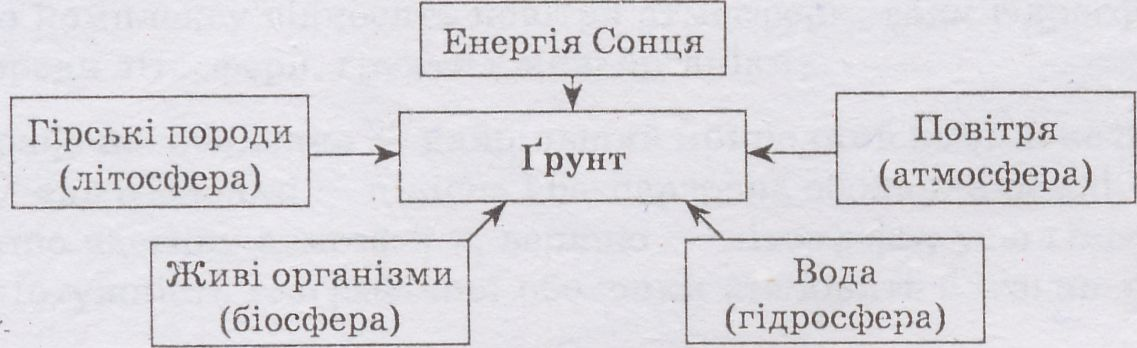 Енергія Сонця
Гірські породи
(літосфера)
Ґрунт
Повітря
(атмосфера)
Живі організми
(біосфера)
Вода
(гідросфера)